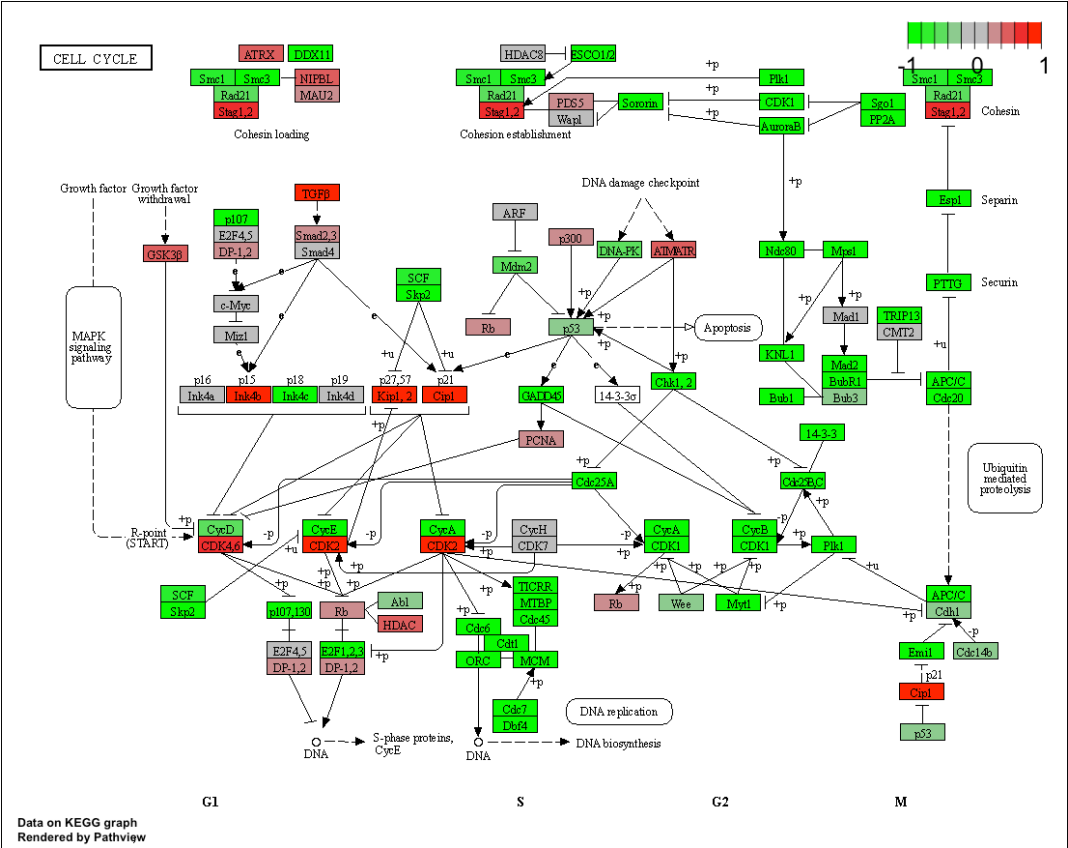 CELL CYCLE
ATRX
DDX11
Smc1
Smc3
NIPBL
Rad21
MAU2
Stag1,2
Cohesin loading
HDAC8
ESCO1/2
Smc1
Smc3
Rad21
Stag1,2
PDS5
Wapl
Sororin
Cohesion establishment
+p
Plk1
+p
CDK1
+p
AuroraB
Sgo1
PP2A
-1
0
1
Smc1
Smc3
Rad21
Stag1,2
Cohesin
Growth factor
Growth factor
withdrawal
GSK3β
MAPK
signaling
pathway
R-point
(START)
p107
E2F4,5
DP-1,2
TGFβ
Smad2,3
Smad4
e
e
c-Myc
Miz1
e
e
e
SCF
Skp2
+u
+u
DNA damage checkpoint
ARF
p300
DNA-PK
ATMATR
Mdm2
+p
+p
Rb
p53
+p
+p
Apoptosis
+p
e
e
e
Chk1, 2
GADD45
14-3-3σ
PCNA
+p
+p
+p
Ndc80
Mps1
Esp1
Separin
PTTG
Securin
+p
+p
+p
Mad1
TRIP13
CMT2
KNL1
Mad2
BubR1
Bub3
Bub1
+u
APC/C
Cdc20
p16
Ink4a
p15
Ink4b
p18
Ink4c
p19
Ink4d
p27,57
Kip1, 2
p21
Cip1
+p
14-3-3
Cdc25A
Cdc25B,C
Ubiquitin
mediated
proteolysis
+p
CycD
CDK4,6
-p
+u
CycE
CDK2
-p
CycA
CDK2
-p
+p
CycH
CDK7
-p
+p
CycA
CDK1
CycB
CDK1
-p
+p
+p
Plk1
+u
SCF
Skp2
+p
+p
+p
+p
p107,130
Rb
Abl
HDAC
E2F4,5
DP-1,2
E2F1,2,3
DP-1,2
+p
+p
+p
TICRR
MTBP
Cdc45
Cdc6
Cdt1
ORC
MCM
+p
Cdc7
Dbf4
+p
+p
+p
+p
Rb
Wee
Myt1
+p
+p
APC/C
Cdh1
-p
Emi1
Cdc14b
p21
Cip1
p53
DNA replication
DNA
S-phase proteins,
CycE
DNA
DNA biosynthesis
G1
S
G2
M
Data on KEGG graph
Rendered by Pathview